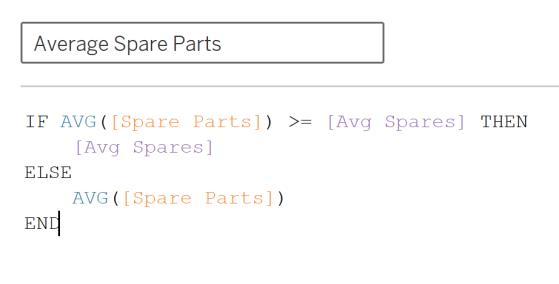 Average Spare Parts
IF AVG([Spare Parts]) >= [Avg Spares] THEN
[Avg Spares]
ELSE
AVG([Spare Parts])
END